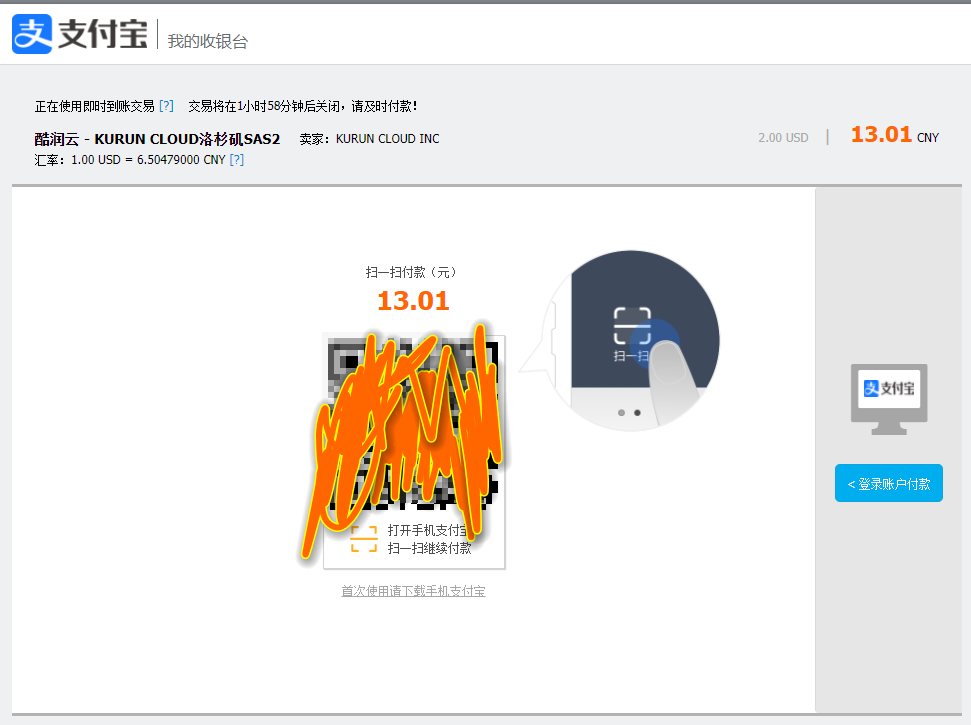 支 支付宝 | 我的收银台
正在使用即时到账交易 [?] 交易将在1小时58分钟后关闭，请及时付款！
酷润云 - KURUN CLOUD洛杉矶SAS2 卖家：KURUN CLOUD INC
2.00 USD | 13.01 CNY
汇率：1.00 USD = 6.50479000 CNY [?]
扫一扫付款（元）
13.01
扫一扫
支 支付宝
< 登录账户付款
打开手机支付宝
扫一扫继续付款
首次使用请下载手机支付宝